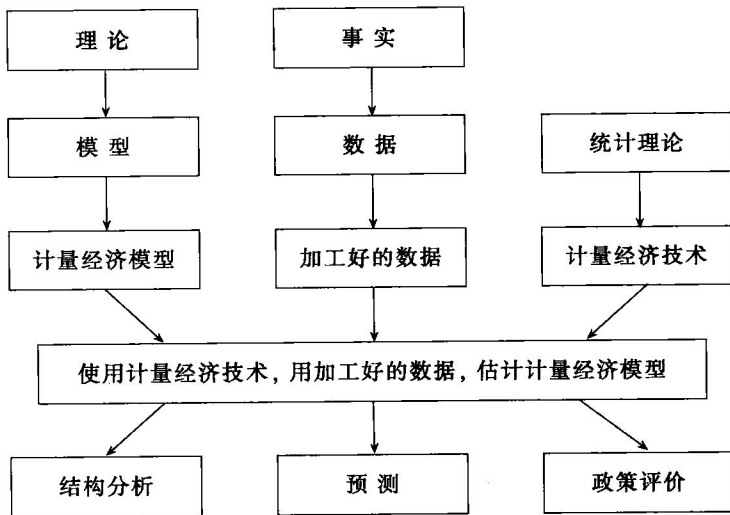 理论
事实
模型
数据
统计理论
计量经济模型
加工好的数据
计量经济技术
使用计量经济技术, 用加工好的数据, 估计计量经济模型
结构分析
预测
政策评价